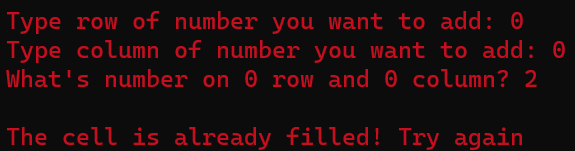 Type row of number you want to add: 0
Type column of number you want to add: 0
What's number on 0 row and 0 column? 2
The cell is already filled! Try again